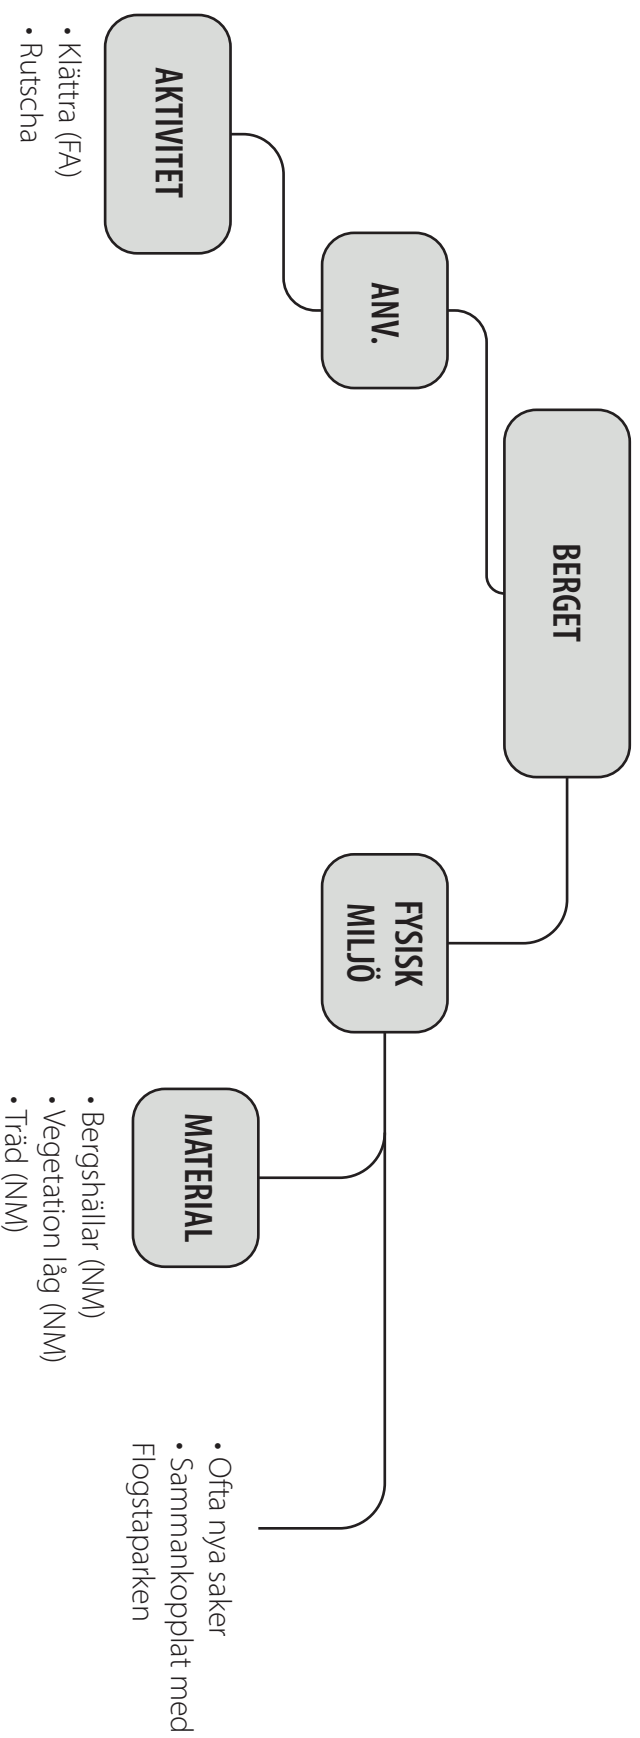 BERGET
ANV.
FYSISK
MILJÖ
AKTIVITET
• Klättra (FA)
• Rutscha
MATERIAL
• Bergshällar (NM)
• Vegetation låg (NM)
• Träd (NM)
• Ofta nya saker
• Sammankopplat med
Flogstaparken